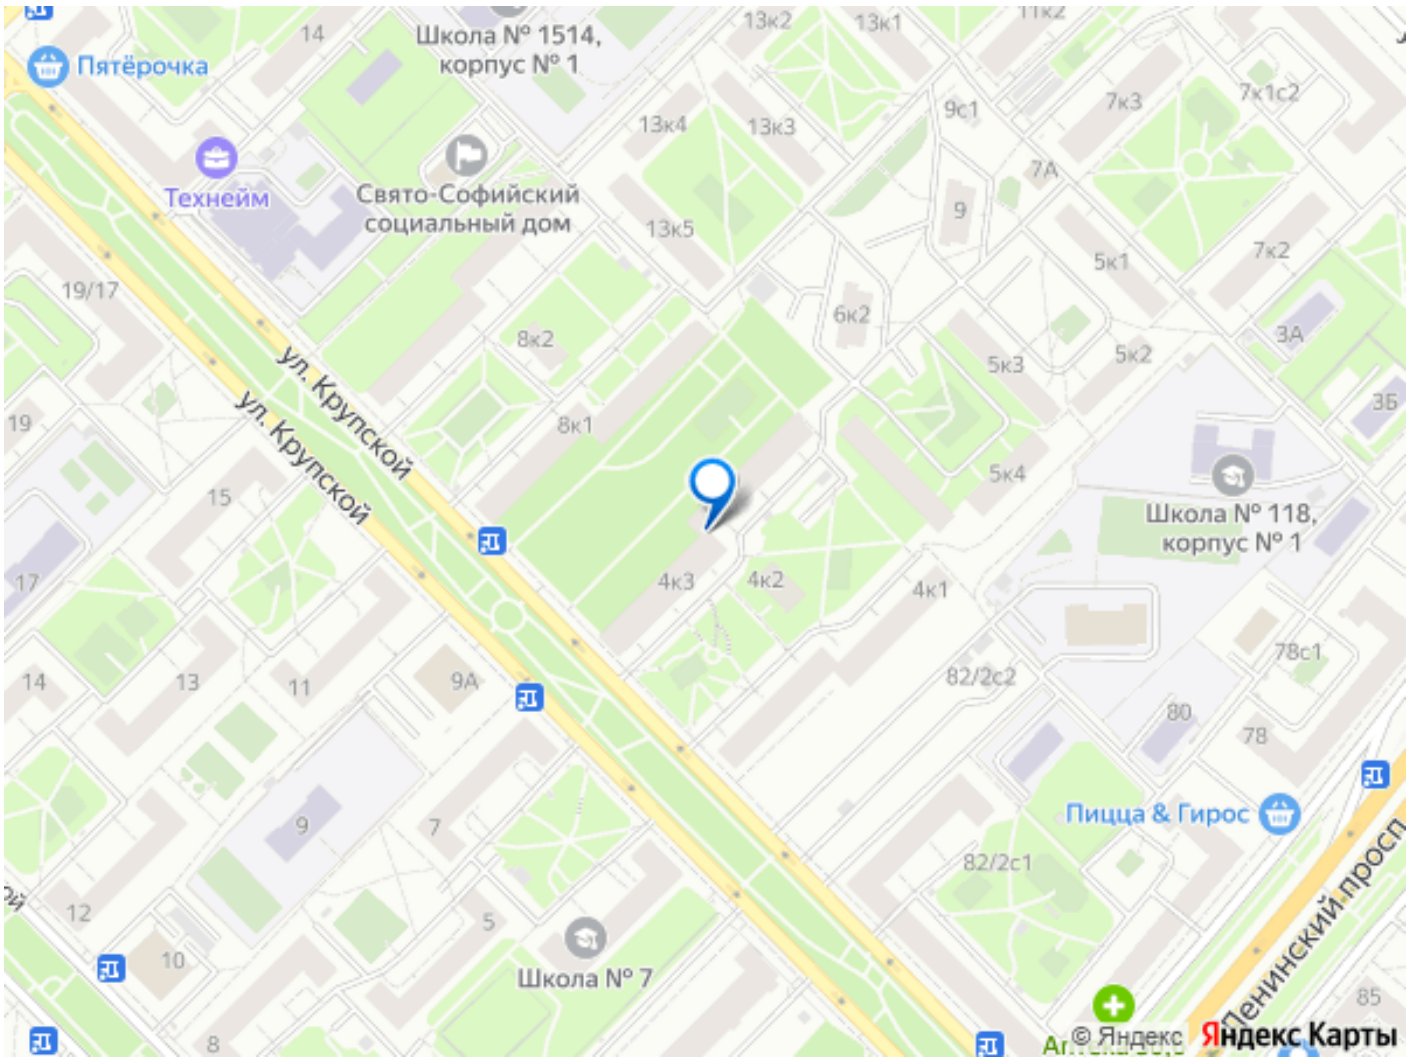 14
Школа № 1514,
корпус № 1
13к2
13к1
11к2
Пятёрочка
13к4
13к3
9с1
7к3
7к1с2
Технейм
Свято-Софийский
социальный дом
7А
9
13к5
5к1
7к2
19/17
8к2
6к2
5к3
5к2
3А
ул. Крупской
ул. Крупской
19
8к1
3Б
15
5к4
Школа № 118,
корпус № 1
17
4к3
4к2
4к1
14
13
11
9А
82/2с2
78с1
80
78
9
7
Пицца & Гирос
82/2с1
12
5
10
Школа № 7
Ленинский просп
85
8
© Яндекс
Яндекс Карты